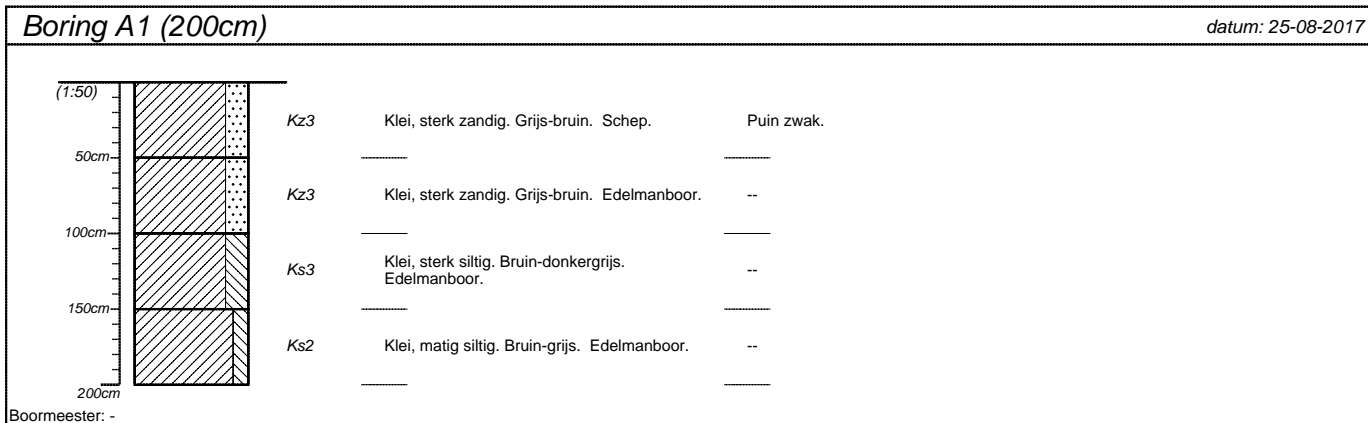 Boring A1 (200cm)
datum: 25-08-2017
(1:50)
Kz3 Klei, sterk zandig. Grijs-bruin. Schep. Puin zwak.
50cm
Kz3 Klei, sterk zandig. Grijs-bruin. Edelmanboor. --
100cm
Ks3 Klei, sterk siltig. Bruin-donkergrijs. --
Edelmanboor.
150cm
Ks2 Klei, matig siltig. Bruin-grijs. Edelmanboor. --
200cm
Boormeester: -